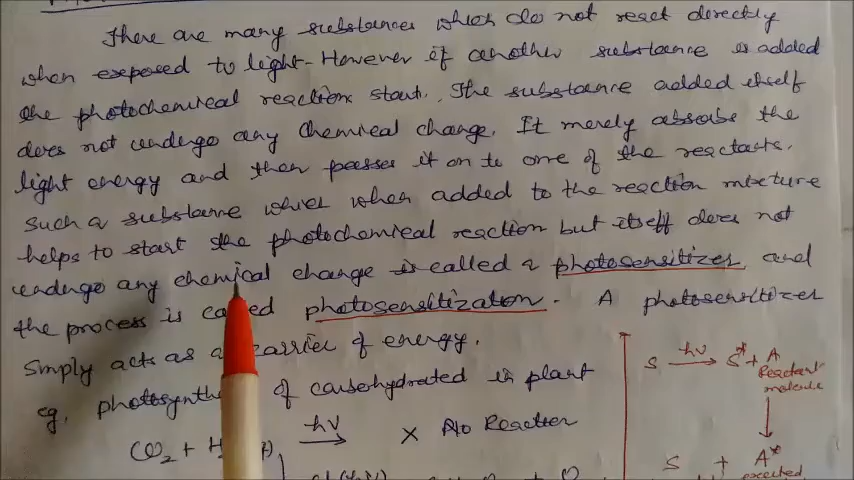 There are many substances which do not react directly
when exposed to light. However if another substance is added
the photochemical reaction start. The substance added itself
does not undergo any chemical change. It merely absorbs the
light energy and then passes it on to one of the reactants.
Such a substance which when added to the reaction mixture
helps to start the photochemical reaction but itself does not
undergo any chemical change is called a photosensitizer and
the process is called photosensitization. A photosensitizer
Simply acts as a carrier of energy.
eg. of carbohydrated in plant
hν × No Reaction
S hν → S* + A
Reactant
molecule
S + A*
excited